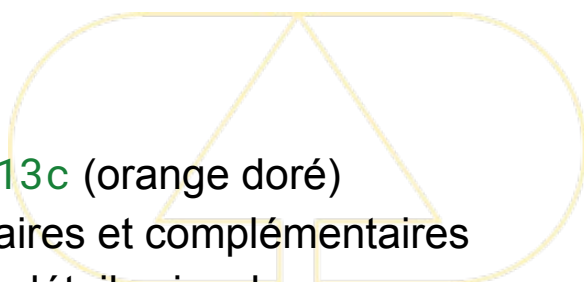 13c (orange doré)
aires et complémentaires